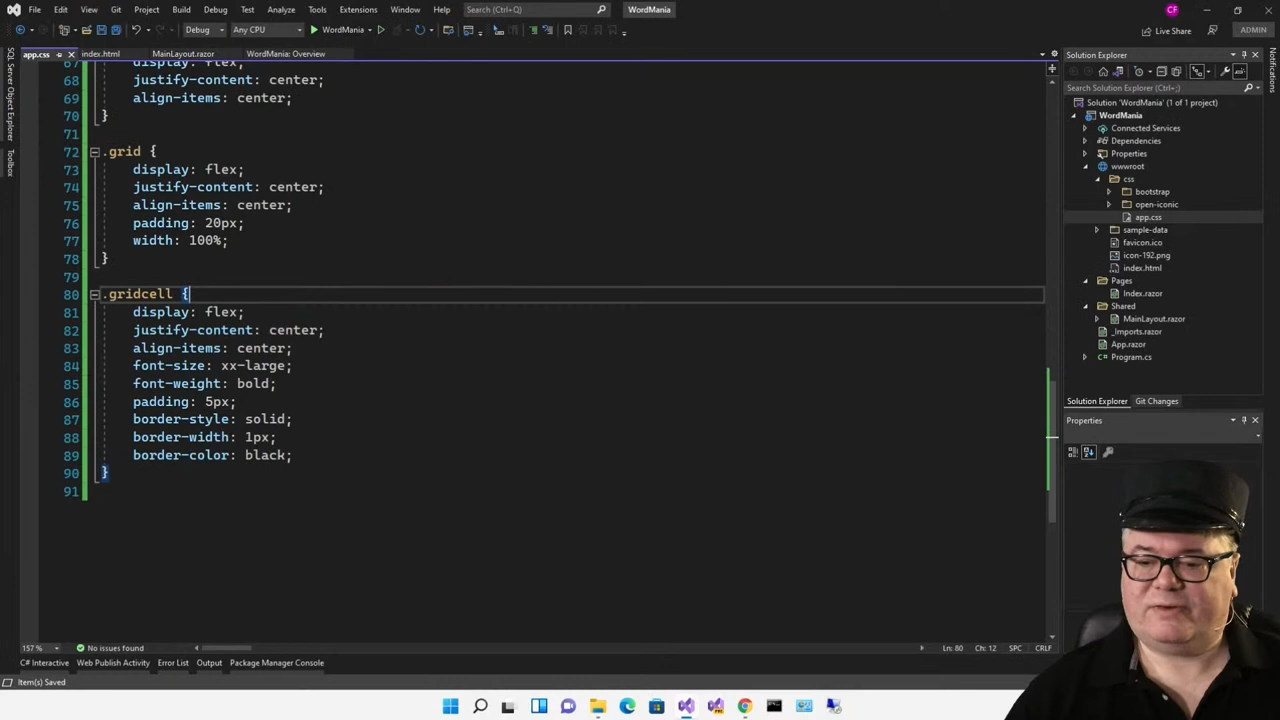 File Edit View Git Project Build Debug Test Analyze Tools Extensions Window Help Search (Ctrl+Q) WordMania CF
Debug Any CPU WordMania Live Share ADMIN
app.css index.html MainLayout.razor WordMania: Overview
SQL Server Object Explorer
Toolbox
67 display: flex;
68 justify-content: center;
69 align-items: center;
70 }
71
72 .grid {
73 display: flex;
74 justify-content: center;
75 align-items: center;
76 padding: 20px;
77 width: 100%;
78 }
79
80 .gridcell {
81 display: flex;
82 justify-content: center;
83 align-items: center;
84 font-size: xx-large;
85 font-weight: bold;
86 padding: 5px;
87 border-style: solid;
88 border-width: 1px;
89 border-color: black;
90 }
91
157 % No issues found Ln: 80 Ch: 12 SPC CRLF
C# Interactive Web Publish Activity Error List Output Package Manager Console
Item(s) Saved
Solution Explorer
Search Solution Explorer (Ctrl+;)
Solution 'WordMania' (1 of 1 project)
WordMania
Connected Services
Dependencies
Properties
wwwroot
css
bootstrap
open-iconic
app.css
sample-data
favicon.ico
icon-192.png
index.html
Pages
Index.razor
Shared
MainLayout.razor
_Imports.razor
App.razor
Program.cs
Solution Explorer Git Changes
Properties
Notifications